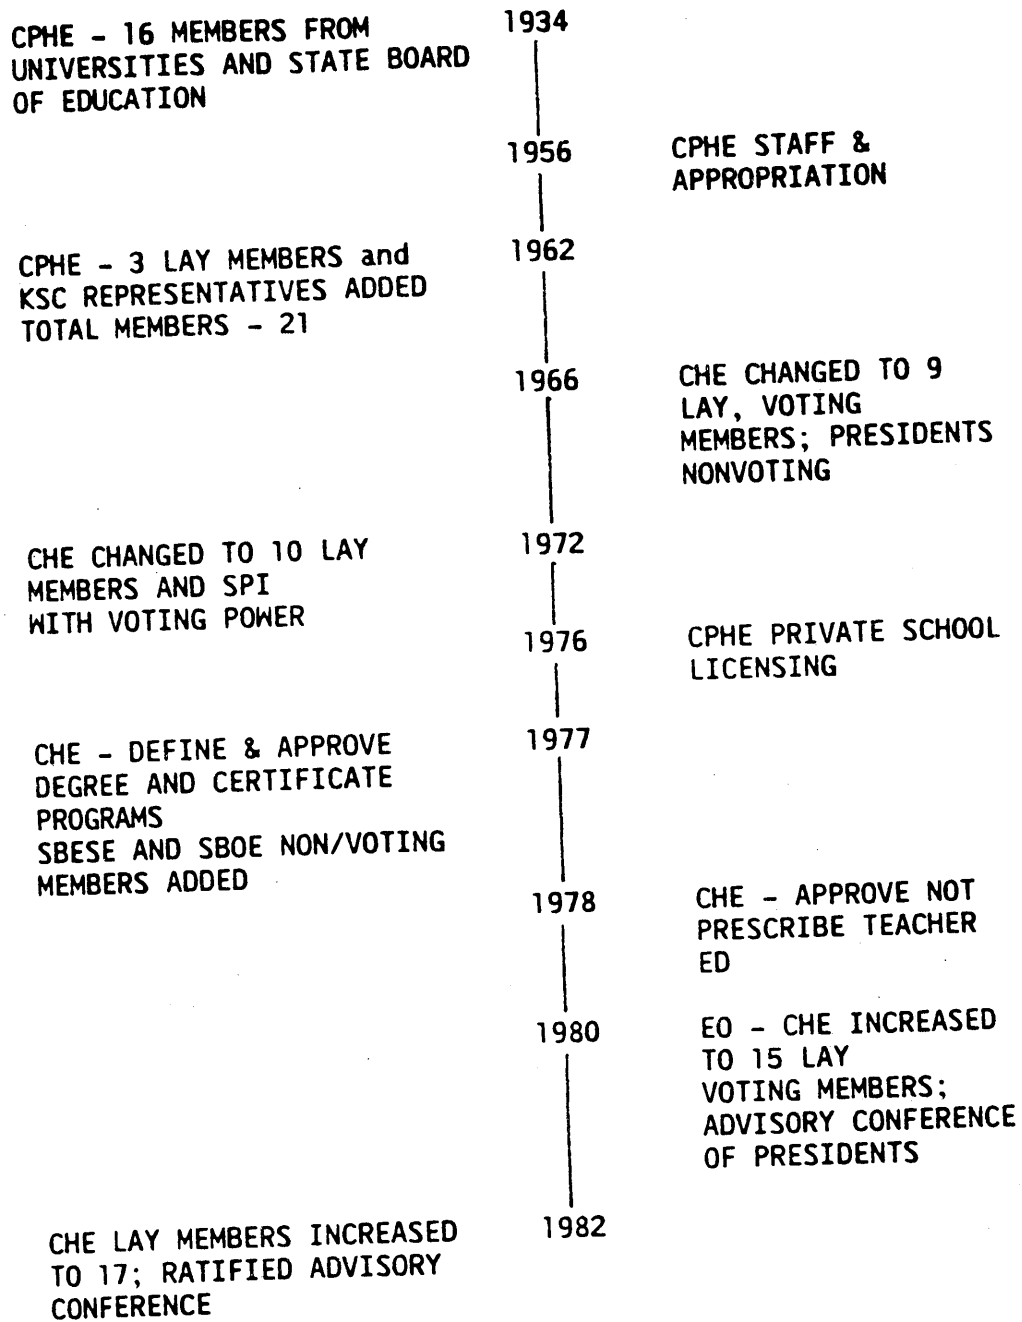 1934
CPHE - 16 MEMBERS FROM
UNIVERSITIES AND STATE BOARD
OF EDUCATION
1956
CPHE STAFF &
APPROPRIATION
1962
CPHE - 3 LAY MEMBERS and
KSC REPRESENTATIVES ADDED
TOTAL MEMBERS - 21
1966
CHE CHANGED TO 9
LAY, VOTING
MEMBERS; PRESIDENTS
NONVOTING
1972
CHE CHANGED TO 10 LAY
MEMBERS AND SPI
WITH VOTING POWER
1976
CPHE PRIVATE SCHOOL
LICENSING
1977
CHE - DEFINE & APPROVE
DEGREE AND CERTIFICATE
PROGRAMS
SBESE AND SBOE NON/VOTING
MEMBERS ADDED
1978
CHE - APPROVE NOT
PRESCRIBE TEACHER
ED
1980
EO - CHE INCREASED
TO 15 LAY
VOTING MEMBERS;
ADVISORY CONFERENCE
OF PRESIDENTS
1982
CHE LAY MEMBERS INCREASED
TO 17; RATIFIED ADVISORY
CONFERENCE